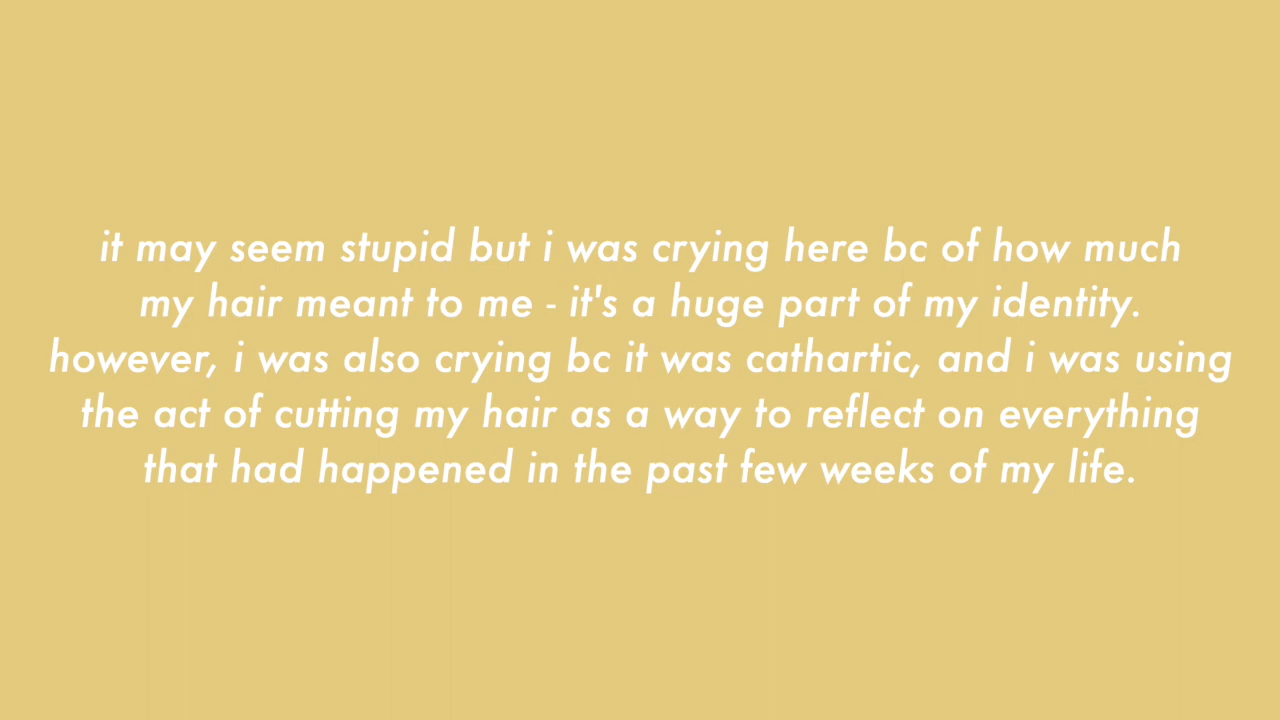 it may seem stupid but i was crying here bc of how much
my hair meant to me - it's a huge part of my identity.
however, i was also crying bc it was cathartic, and i was using
the act of cutting my hair as a way to reflect on everything
that had happened in the past few weeks of my life.